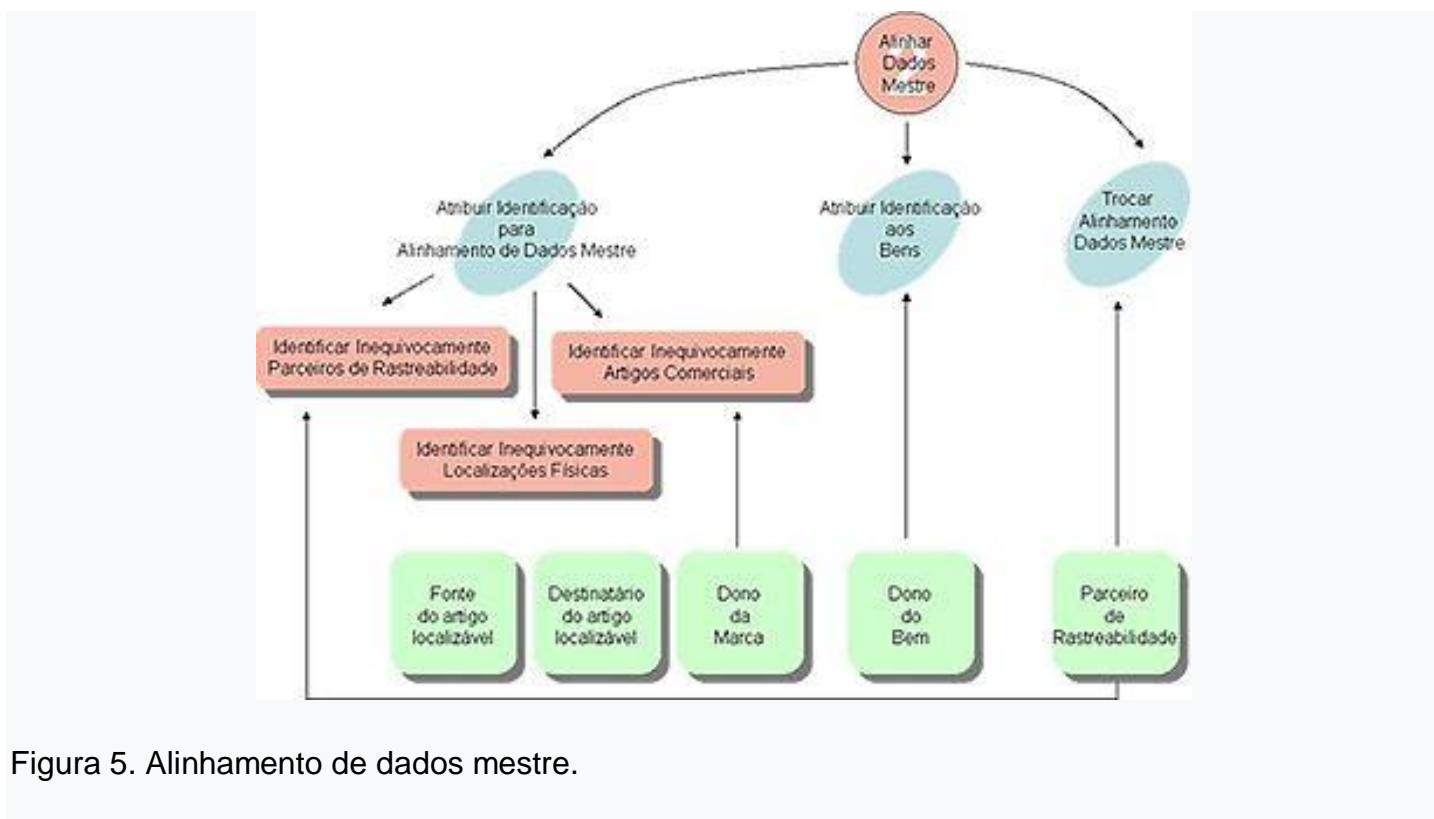 Alinhar
Dados
Mestre
Atribuir Identificação
para
Alinhamento de Dados Mestre
Atribuir Identificação
aos
Bens
Trocar
Alinhamento
Dados Mestre
Identificar Inequivocamente
Parceiros de Rastreabilidade
Identificar Inequivocamente
Artigos Comerciais
Identificar Inequivocamente
Localizações Físicas
Fonte
do artigo
localizável
Destinatário
do artigo
localizável
Dono
da
Marca
Dono
do
Bem
Parceiro
de
Rastreabilidade
Figura 5. Alinhamento de dados mestre.